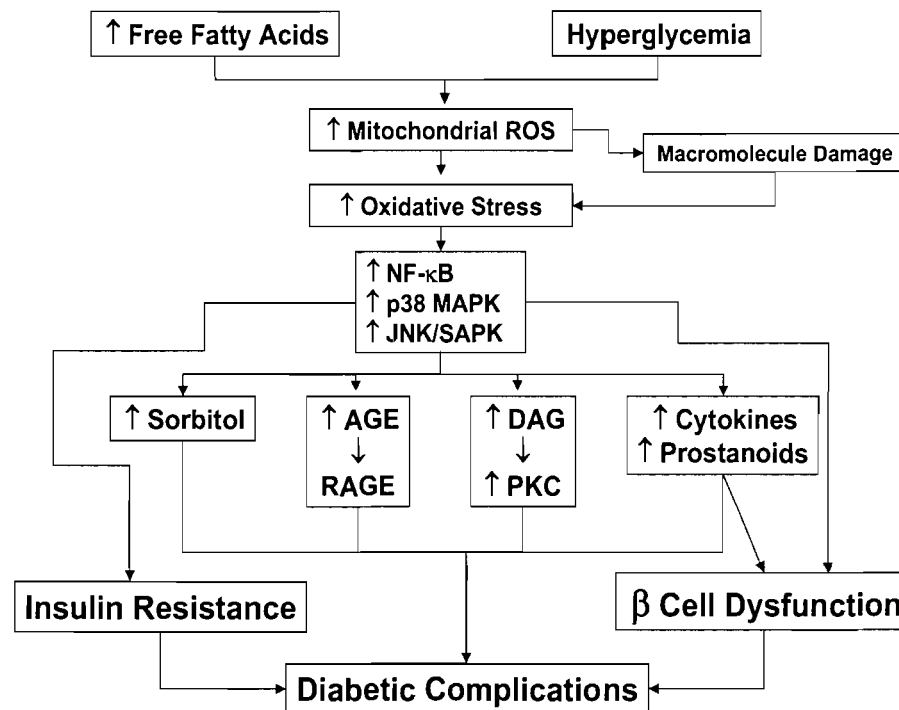 ↑ Free Fatty Acids
Hyperglycemia
↑ Mitochondrial ROS
Macromolecule Damage
↑ Oxidative Stress
↑ NF-κB
↑ p38 MAPK
↑ JNK/SAPK
↑ Sorbitol
↑ AGE
↓
RAGE
↑ DAG
↓
↑ PKC
↑ Cytokines
↑ Prostanoids
Insulin Resistance
β Cell Dysfunction
Diabetic Complications